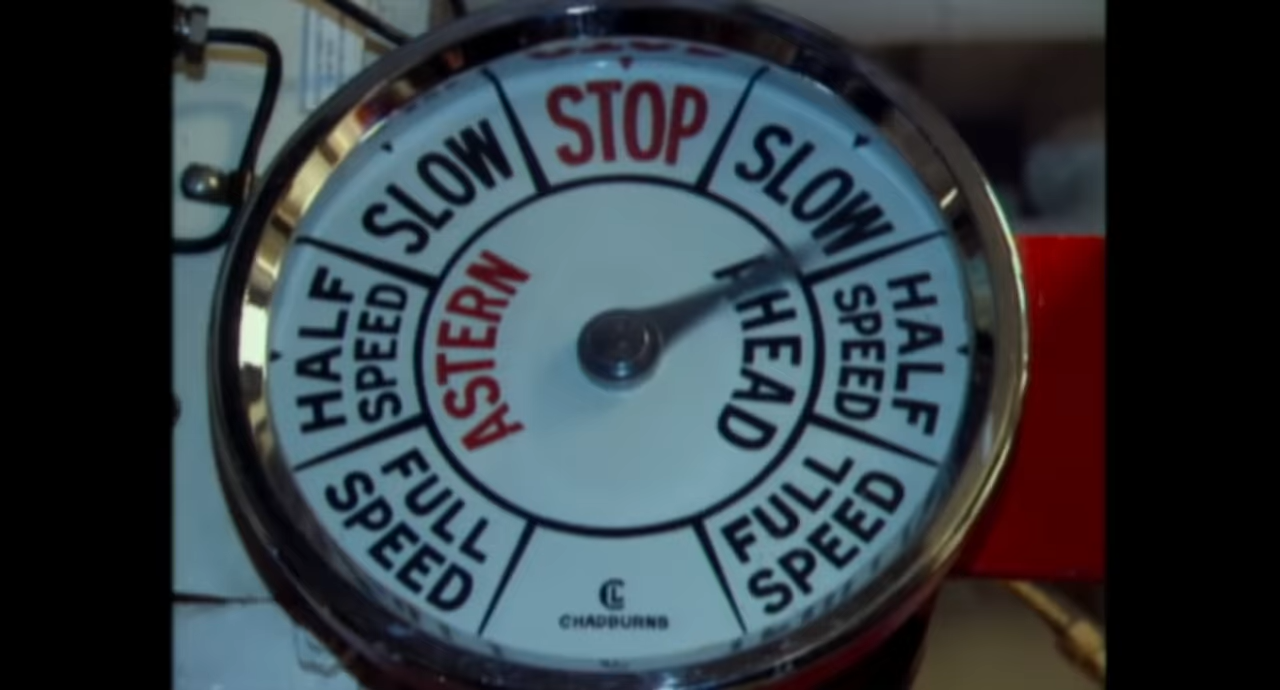 STOP
SLOW
SLOW
HALF
SPEED
HALF
SPEED
ASTERN
AHEAD
FULL
SPEED
FULL
SPEED
CHADBURNS